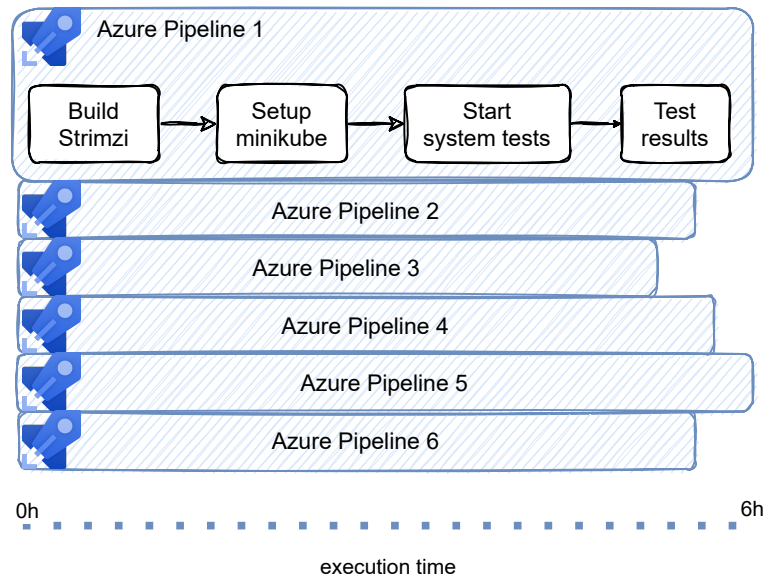 Azure Pipeline 1
Build
Strimzi
Setup
minikube
Start
system tests
Test
results
Azure Pipeline 2
Azure Pipeline 3
Azure Pipeline 4
Azure Pipeline 5
Azure Pipeline 6
0h
6h
execution time